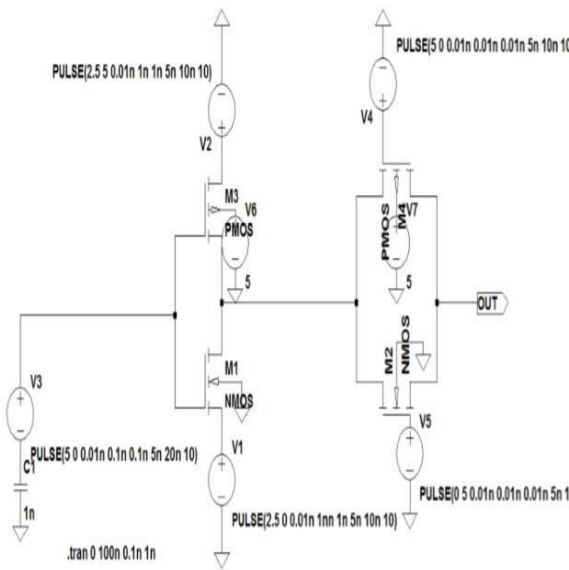 PULSE(5 0 0.01n 0.01n 0.01n 5n 10n 10
PULSE(2.5 5 0.01n 1n 1n 5n 10n 10)
V4
V2
M3
V6
PMOS
5
PMOS
M4
V7
5
OUT
M2
NMOS
V3
M1
NMOS
V5
PULSE(5 0 0.01n 0.1n 0.1n 5n 20n 10)
C1
V1
1n
PULSE(0 5 0.01n 0.01n 0.01n 5n 1
PULSE(2.5 0 0.01n 1nn 1n 5n 10n 10)
.tran 0 100n 0.1n 1n